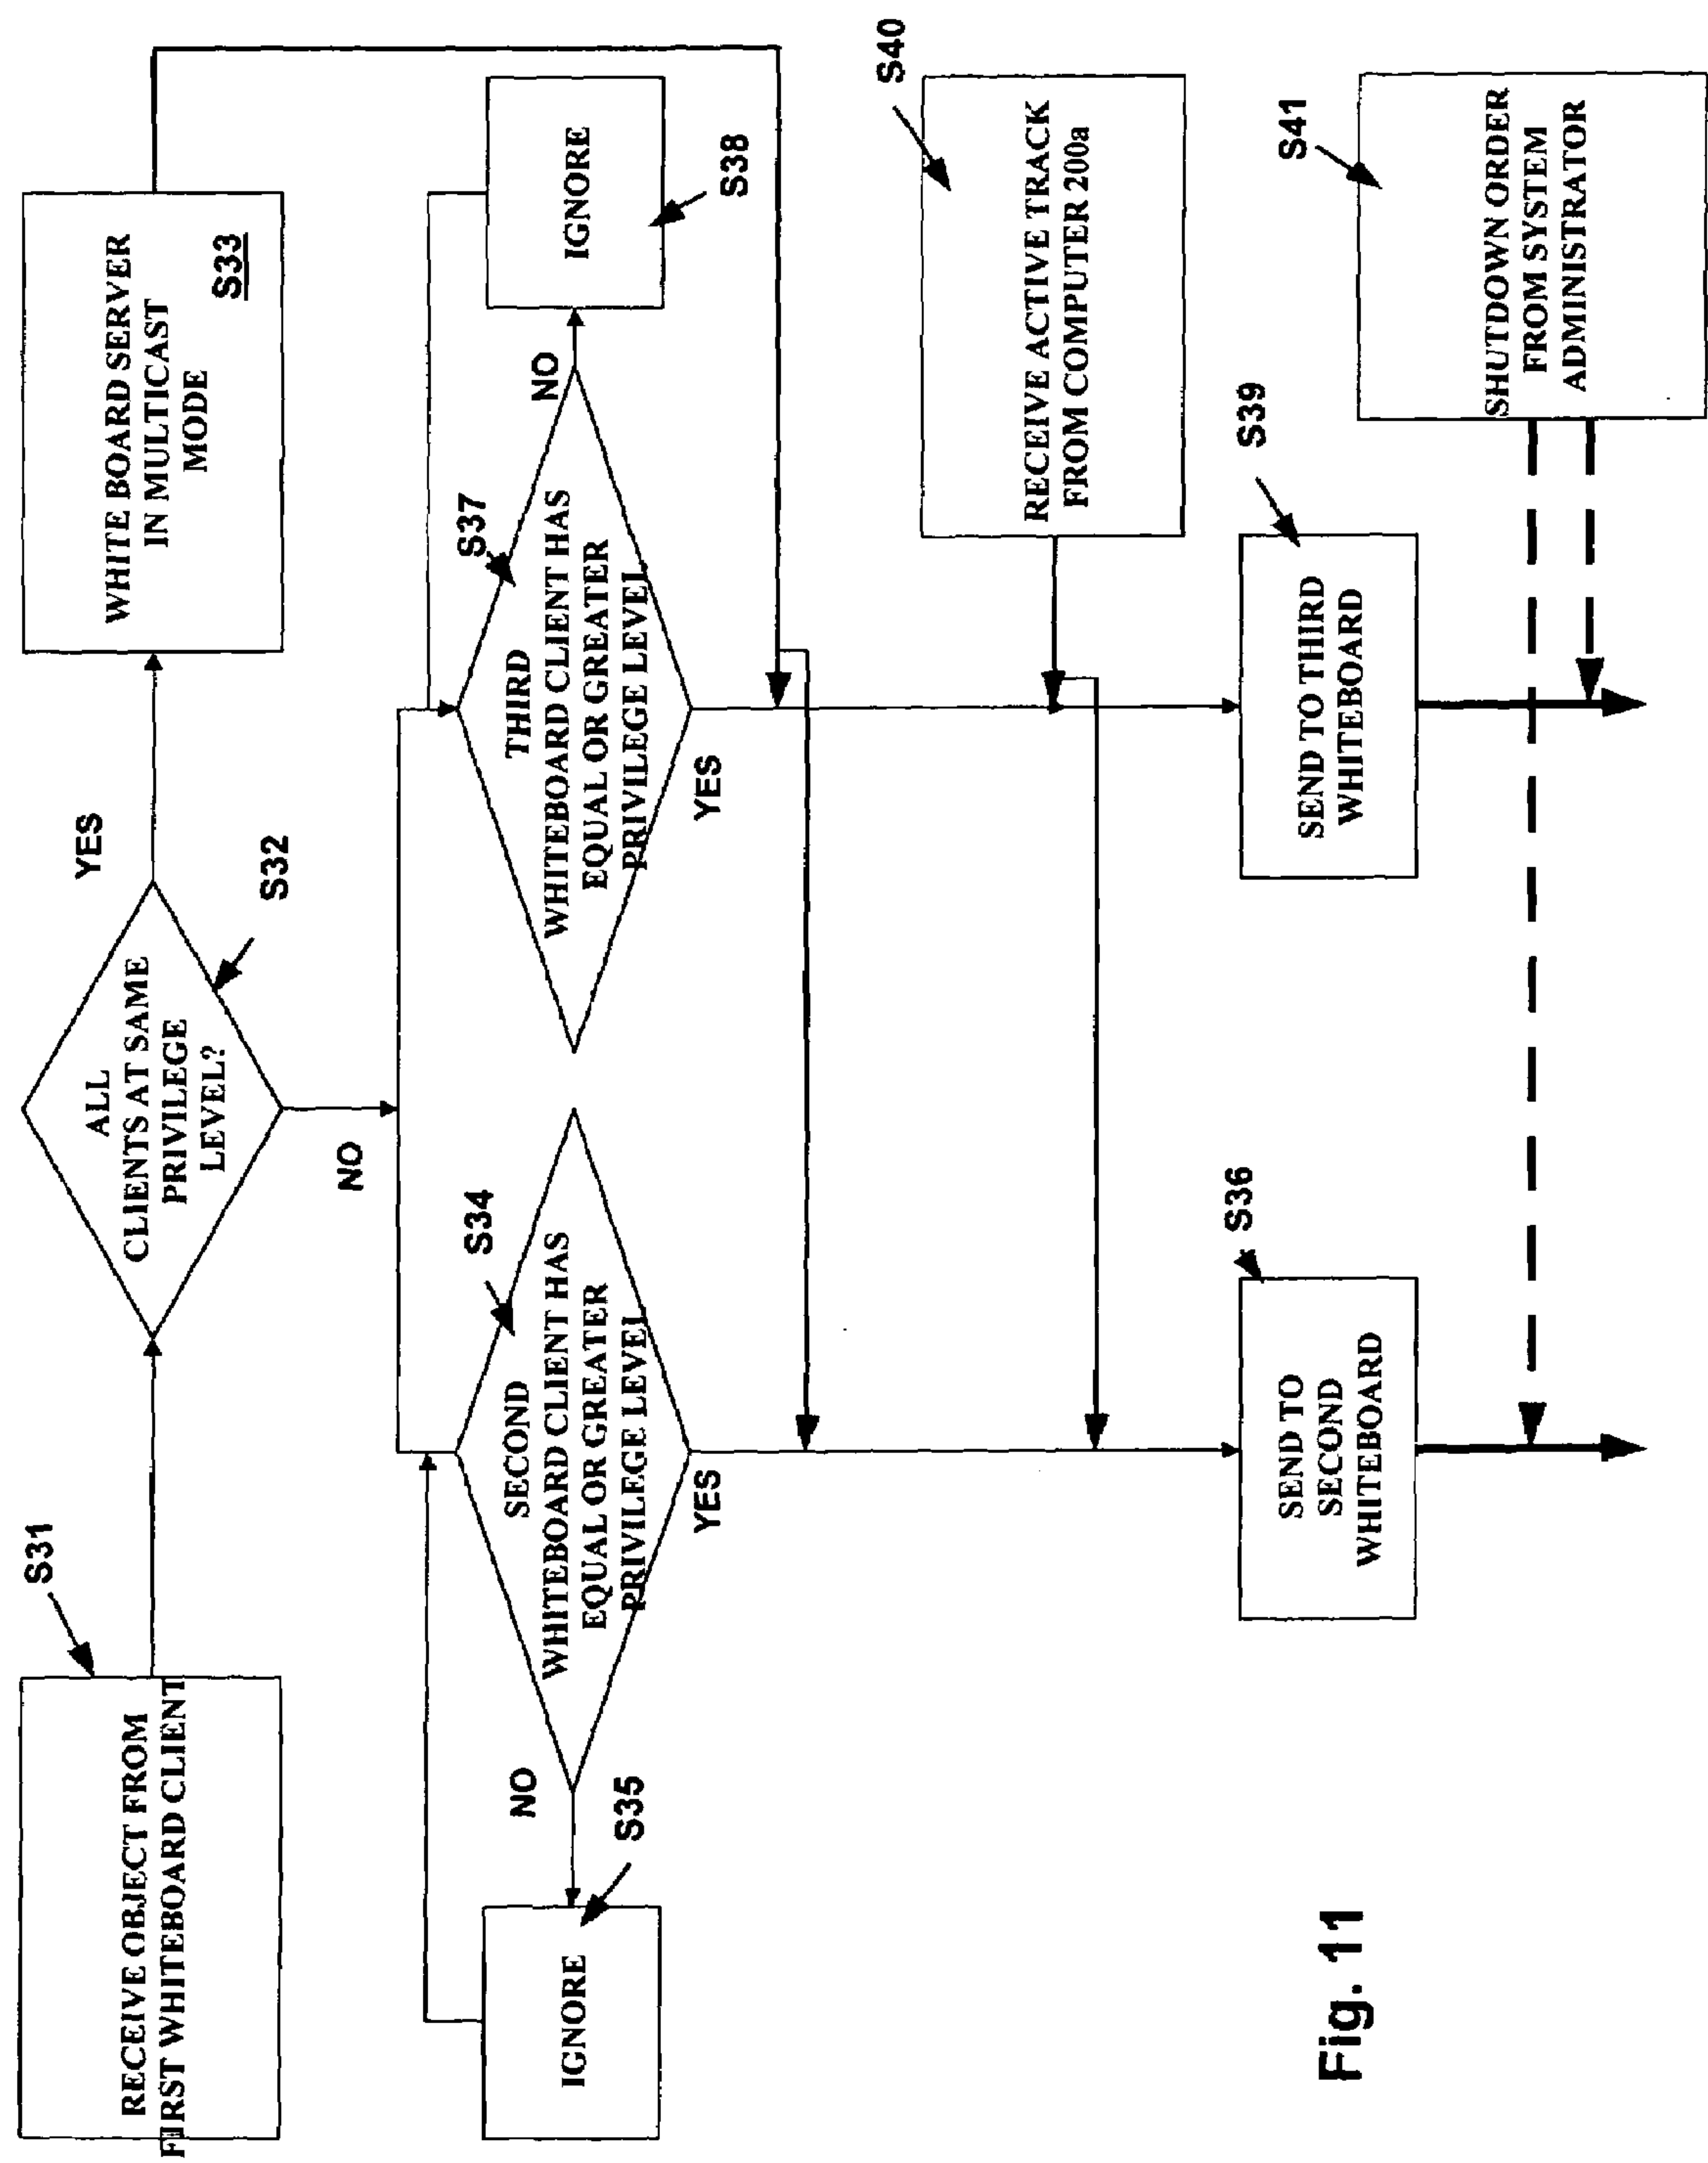 S31
RECEIVE OBJECT FROM
FIRST WHITEBOARD CLIENT
ALL
CLIENTS AT SAME
PRIVILEGE
LEVEL?
S32
YES
NO
WHITE BOARD SERVER
IN MULTICAST
MODE
S33
S34
SECOND
WHITEBOARD CLIENT HAS
EQUAL OR GREATER
PRIVILEGE LEVEL
NO
YES
IGNORE
S35
S37
THIRD
WHITEBOARD CLIENT HAS
EQUAL OR GREATER
PRIVILEGE LEVEL
NO
YES
IGNORE
S38
S40
RECEIVE ACTIVE TRACK
FROM COMPUTER 200a
S36
SEND TO
SECOND
WHITEBOARD
S39
SEND TO THIRD
WHITEBOARD
S41
SHUTDOWN ORDER
FROM SYSTEM
ADMINISTRATOR
Fig. 11